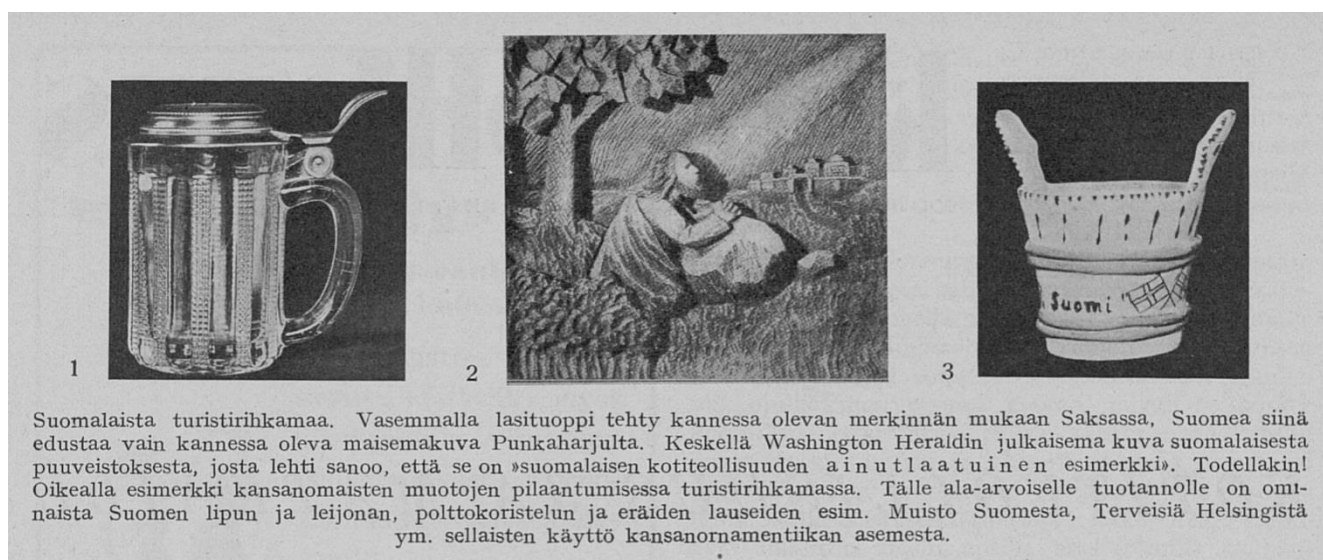 1
2
3
Suomi
Suomalaista turistirihkamaa. Vasemmalla lasituoppi tehty kannessa olevan merkinnän mukaan Saksassa, Suomea siinä
edustaa vain kannessa oleva maisemakuva Punkaharjulta. Keskellä Washington Heraldin julkaisema kuva suomalaisesta
puuveistoksesta, josta lehti sanoo, että se on »suomalaisen kotiteollisuuden ainutlaatuinen esimerkki». Todellakin!
Oikealla esimerkki kansanomaisten muotojen pilaantumisessa turistirihkamassa. Tälle ala-arvoiselle tuotannolle on omi-
naista Suomen lipun ja leijonan, polttokoristelun ja eräiden lauseiden esim. Muisto Suomesta, Terveisiä Helsingistä
ym. sellaisten käyttö kansanornamentiikan asemesta.